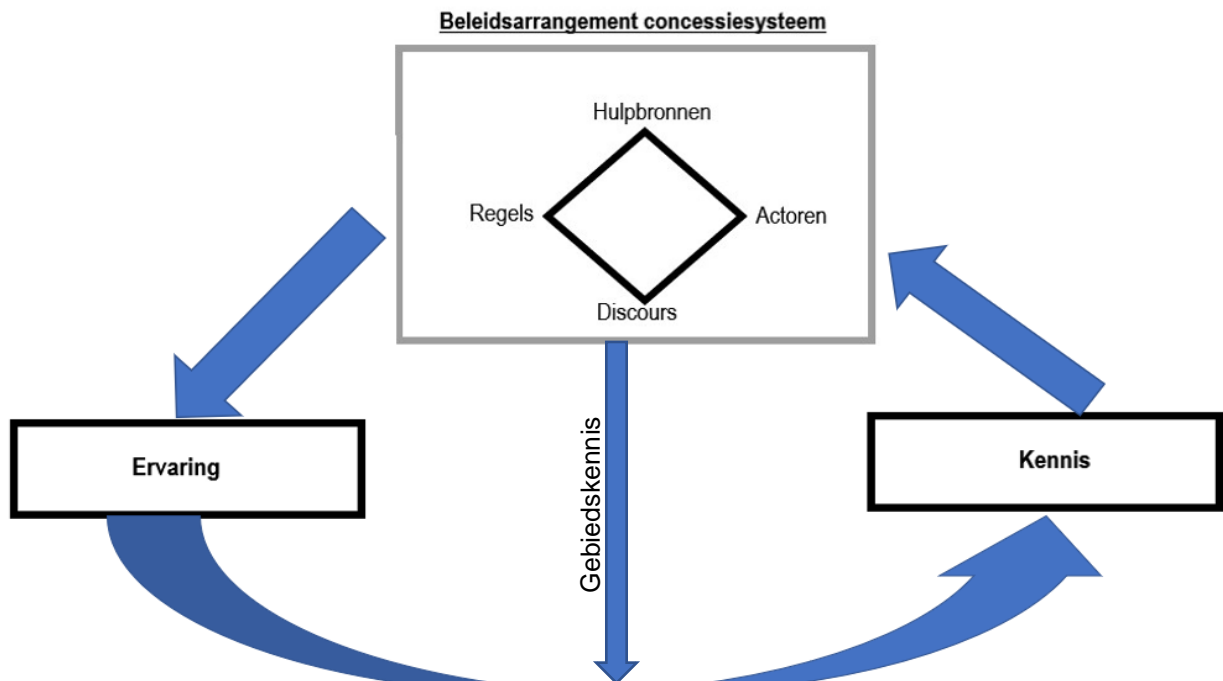 Beleidsarrangement concessiesysteem
Hulpbronnen
Regels
Actoren
Discours
Gebiedskennis
Ervaring
Kennis